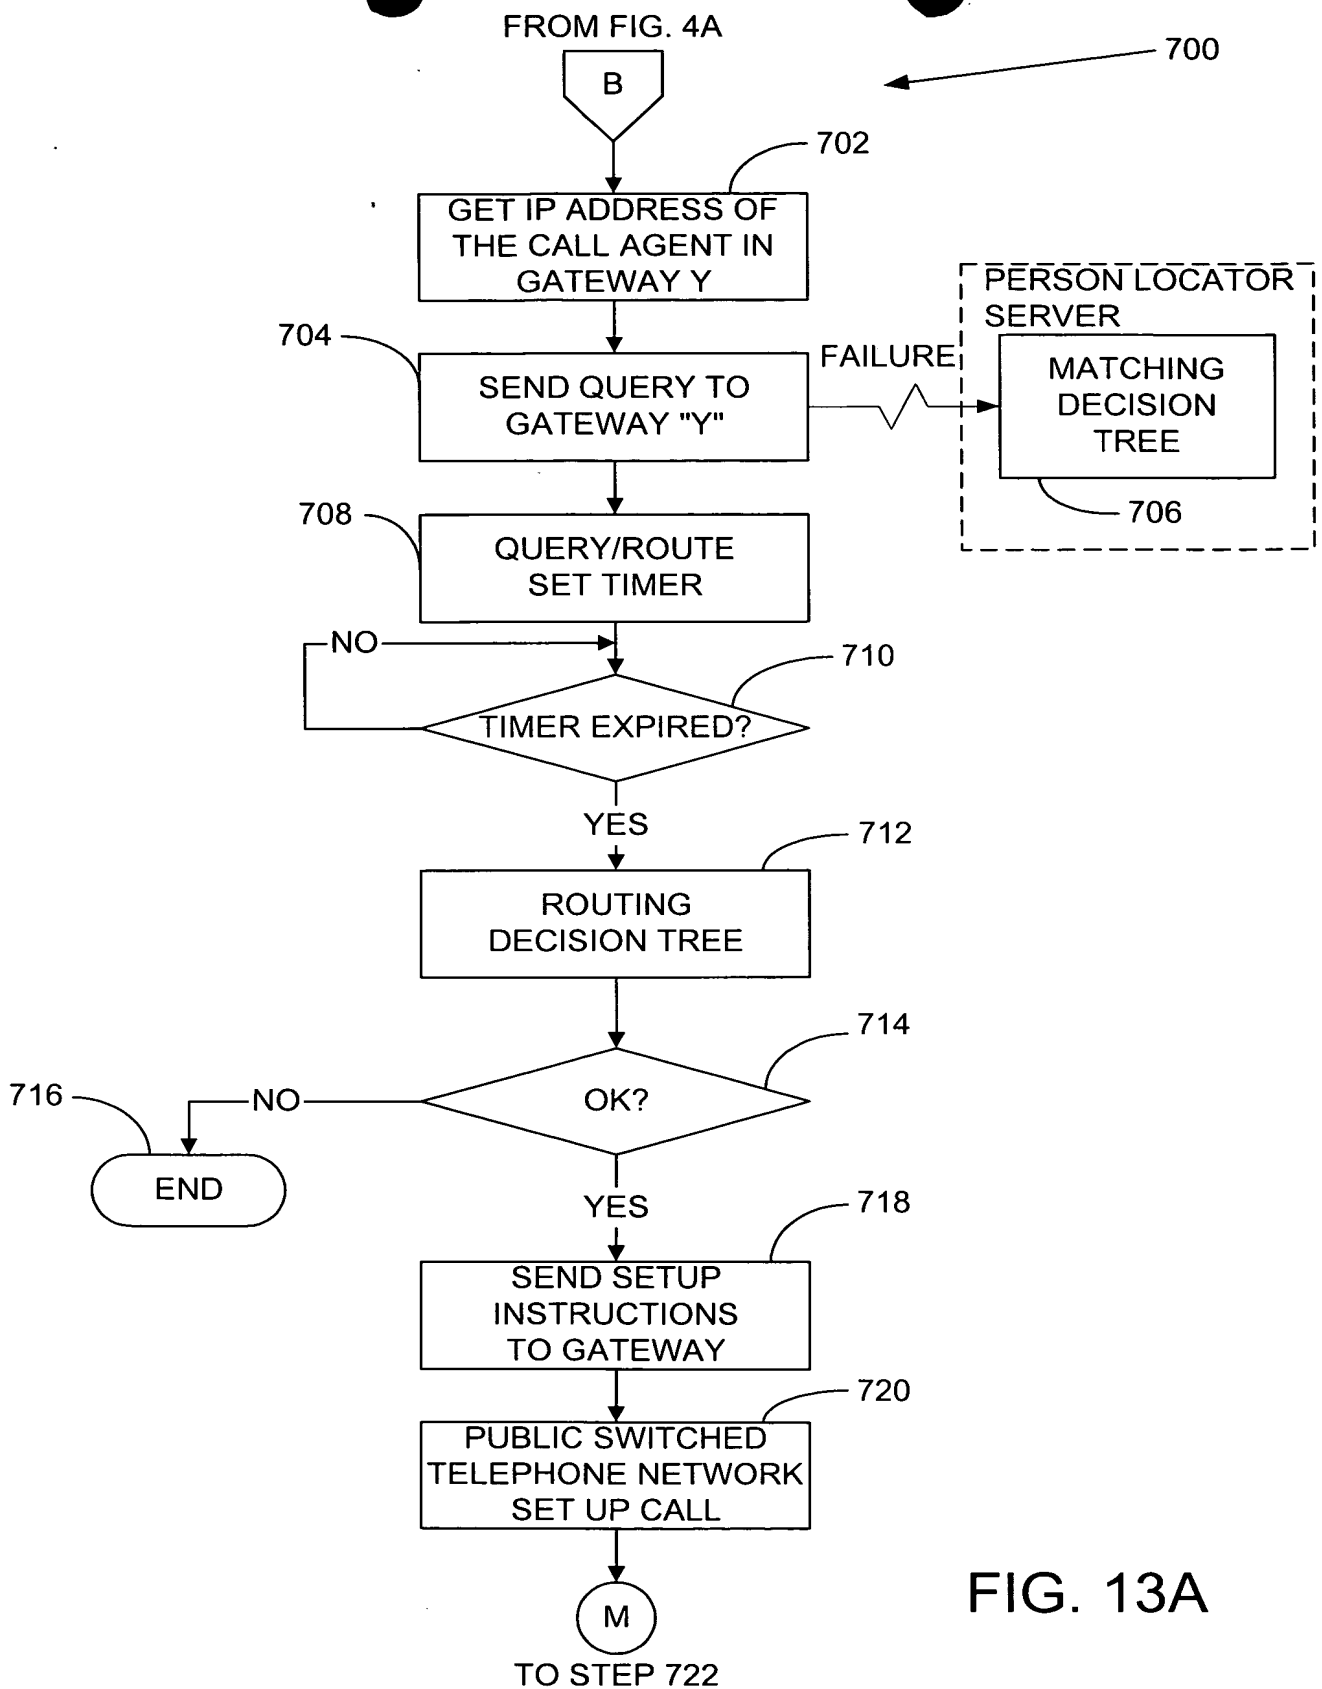 FROM FIG. 4A
B
700
702
GET IP ADDRESS OF
THE CALL AGENT IN
GATEWAY Y
PERSON LOCATOR
SERVER
704
SEND QUERY TO
GATEWAY "Y"
FAILURE
MATCHING
DECISION
TREE
706
708
QUERY/ROUTE
SET TIMER
NO
710
TIMER EXPIRED?
YES
712
ROUTING
DECISION TREE
714
OK?
NO
716
END
YES
718
SEND SETUP
INSTRUCTIONS
TO GATEWAY
720
PUBLIC SWITCHED
TELEPHONE NETWORK
SET UP CALL
M
TO STEP 722
FIG. 13A